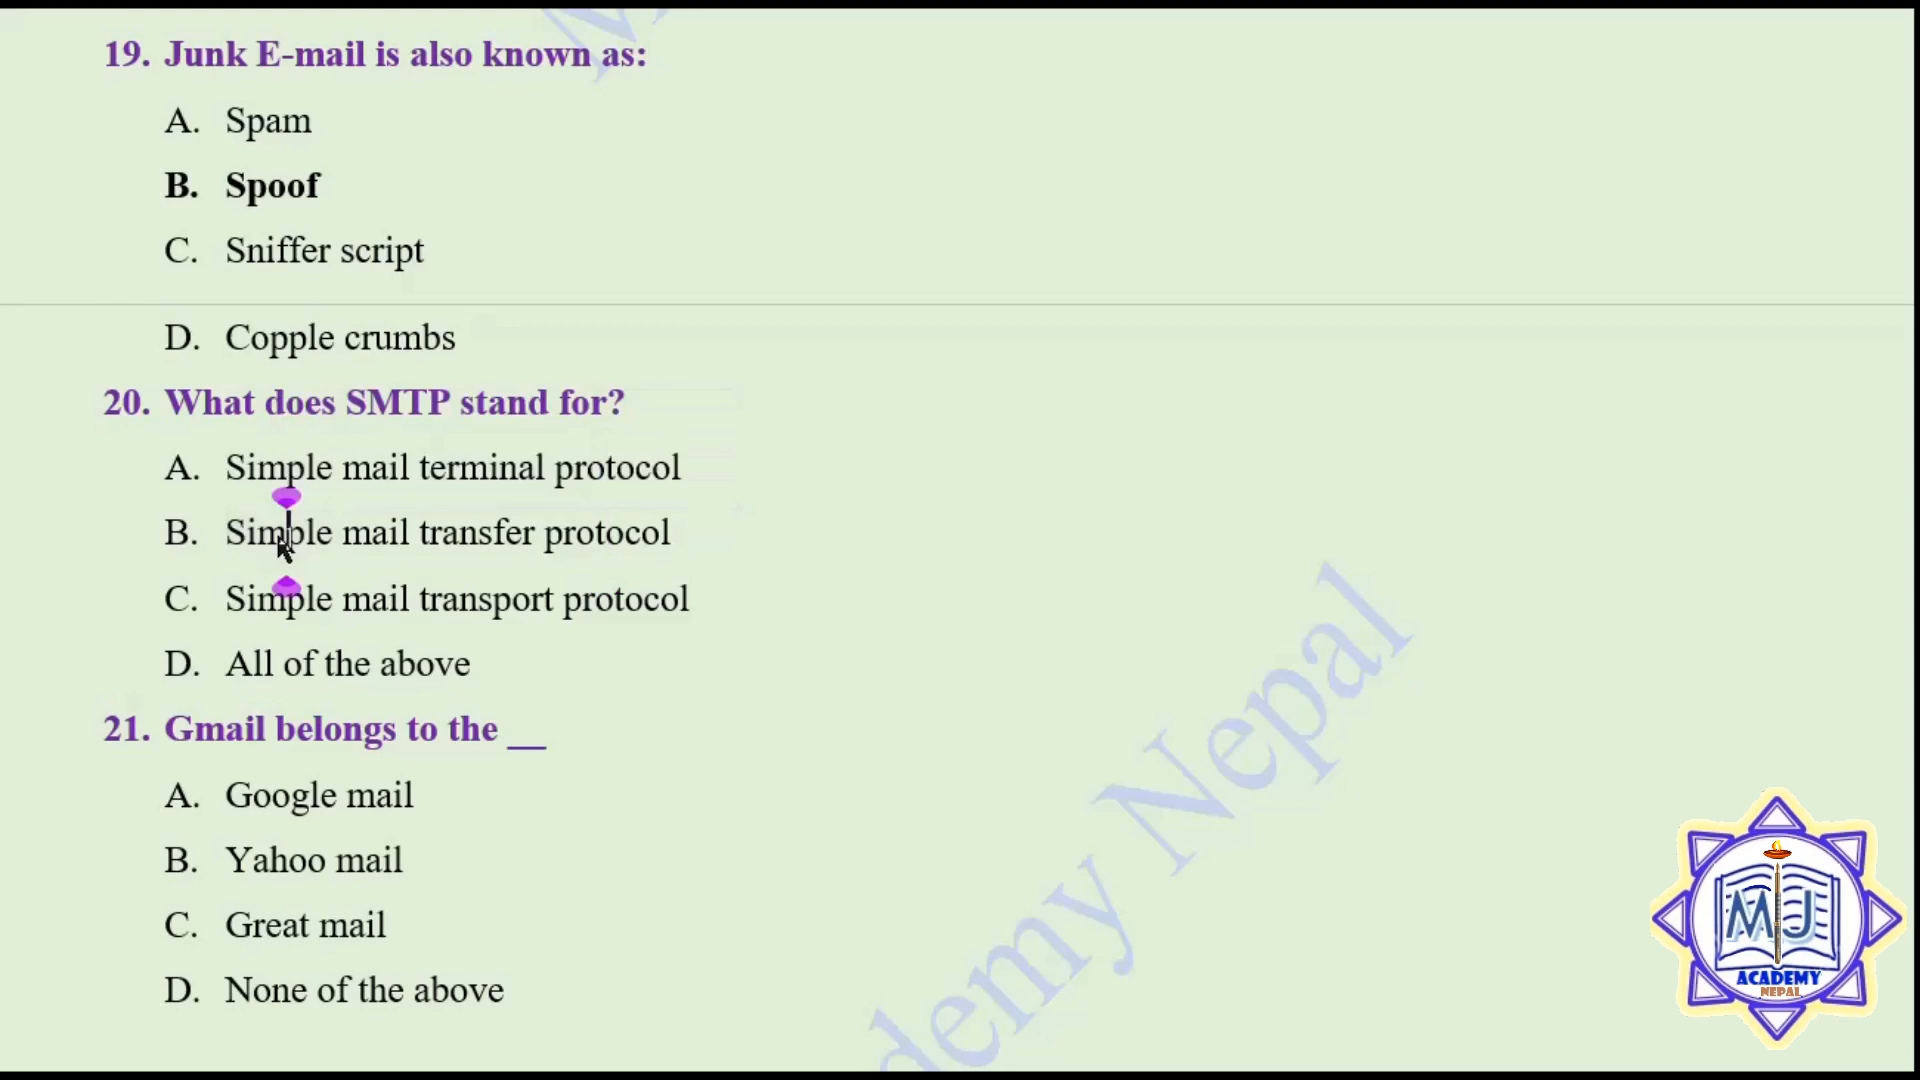 19. Junk E-mail is also known as:
A. Spam
B. Spoof
C. Sniffer script
D. Copple crumbs
20. What does SMTP stand for?
A. Simple mail terminal protocol
B. Simple mail transfer protocol
C. Simple mail transport protocol
D. All of the above
21. Gmail belongs to the __
A. Google mail
B. Yahoo mail
C. Great mail
D. None of the above
demy Nepal
MJ
ACADEMY
NEPAL